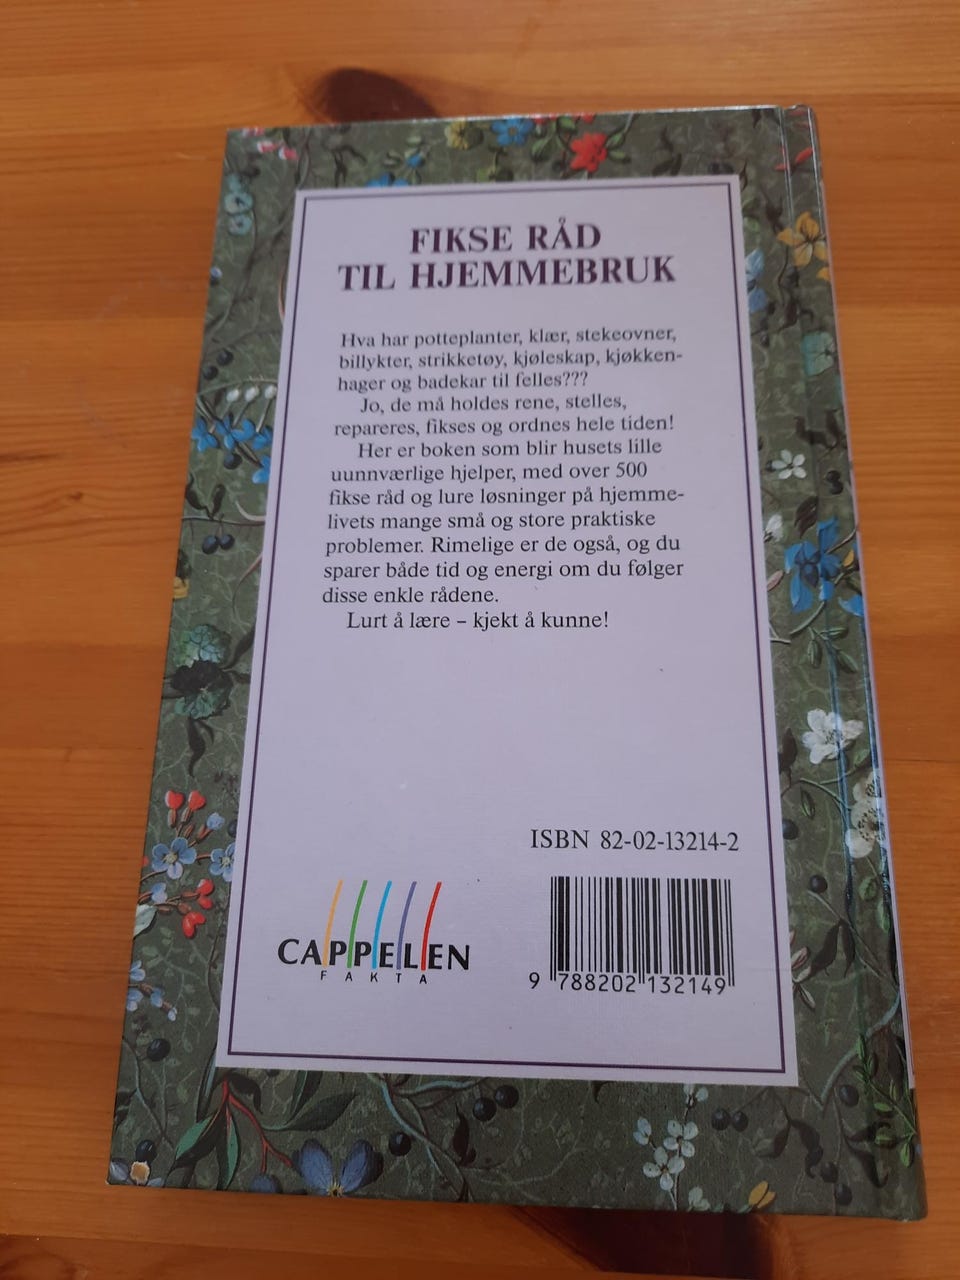 FIKSE RÅD
TIL HJEMMEBRUK
Hva har potteplanter, klær, stekeovner,
billykter, strikketøy, kjøleskap, kjøkken-
hager og badekar til felles???
Jo, de må holdes rene, stelles,
repareres, fikses og ordnes hele tiden!
Her er boken som blir husets lille
uunnværlige hjelper, med over 500
fikse råd og lure løsninger på hjemme-
livets mange små og store praktiske
problemer. Rimelige er de også, og du
sparer både tid og energi om du følger
disse enkle rådene.
Lurt å lære – kjekt å kunne!
ISBN 82-02-13214-2
CAPPELEN
FAKTA
9 788202 132149